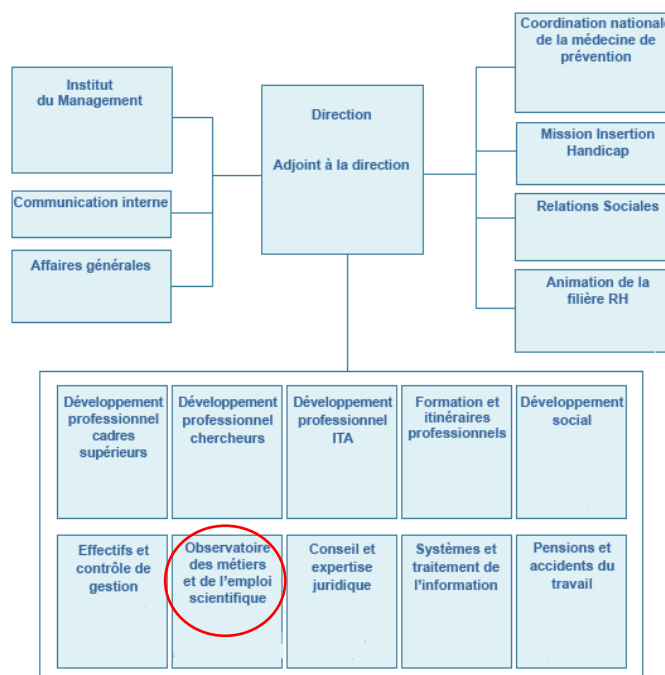 Coordination nationale
de la médecine de
prévention
Institut
du Management
Direction
Adjoint à la direction
Mission Insertion
Handicap
Communication interne
Relations Sociales
Affaires générales
Animation de la
filière RH
Développement
professionnel
cadres
supérieurs
Développement
professionnel
chercheurs
Développement
professionnel
ITA
Formation et
itinéraires
professionnels
Développement
social
Effectifs et
contrôle de
gestion
Observatoire
des métiers
et de l'emploi
scientifique
Conseil et
expertise
juridique
Systèmes et
traitement de
l'information
Pensions et
accidents du
travail